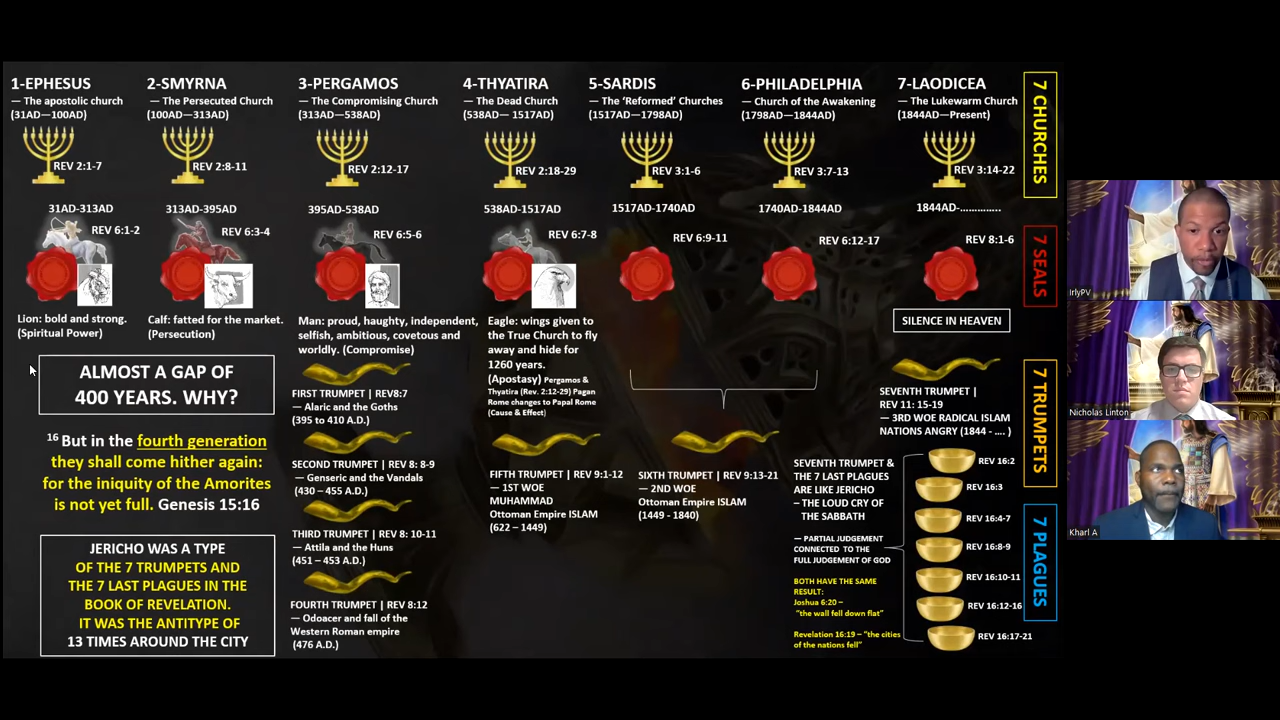 1-EPHESUS
— The apostolic church
(31AD—100AD)
REV 2:1-7
2-SMYRNA
— The Persecuted Church
(100AD—313AD)
REV 2:8-11
3-PERGAMOS
— The Compromising Church
(313AD—538AD)
REV 2:12-17
4-THYATIRA
— The Dead Church
(538AD— 1517AD)
REV 2:18-29
5-SARDIS
— The ‘Reformed’ Churches
(1517AD—1798AD)
REV 3:1-6
6-PHILADELPHIA
— Church of the Awakening
(1798AD—1844AD)
REV 3:7-13
7-LAODICEA
— The Lukewarm Church
(1844AD—Present)
REV 3:14-22
7 CHURCHES
31AD-313AD
REV 6:1-2
Lion: bold and strong.
(Spiritual Power)
313AD-395AD
REV 6:3-4
Calf: fatted for the market.
(Persecution)
395AD-538AD
REV 6:5-6
Man: proud, haughty, independent,
selfish, ambitious, covetous and
worldly. (Compromise)
538AD-1517AD
REV 6:7-8
Eagle: wings given to
the True Church to fly
away and hide for
1260 years.
(Apostasy) Pergamos &
Thyatira (Rev. 2:12-29) Pagan
Rome changes to Papal Rome
(Cause & Effect)
1517AD-1740AD
REV 6:9-11
1740AD-1844AD
REV 6:12-17
1844AD-.............
REV 8:1-6
SILENCE IN HEAVEN
7 SEALS
ALMOST A GAP OF
400 YEARS. WHY?
16 But in the fourth generation
they shall come hither again:
for the iniquity of the Amorites
is not yet full. Genesis 15:16
JERICHO WAS A TYPE
OF THE 7 TRUMPETS AND
THE 7 LAST PLAGUES IN THE
BOOK OF REVELATION.
IT WAS THE ANTITYPE OF
13 TIMES AROUND THE CITY
FIRST TRUMPET | REV8:7
— Alaric and the Goths
(395 to 410 A.D.)
SECOND TRUMPET | REV 8: 8-9
— Genseric and the Vandals
(430 – 455 A.D.)
THIRD TRUMPET | REV 8: 10-11
— Attila and the Huns
(451 – 453 A.D.)
FOURTH TRUMPET | REV 8:12
— Odoacer and fall of the
Western Roman empire
(476 A.D.)
FIFTH TRUMPET | REV 9:1-12
— 1ST WOE
MUHAMMAD
Ottoman Empire ISLAM
(622 – 1449)
SIXTH TRUMPET | REV 9:13-21
— 2ND WOE
Ottoman Empire ISLAM
(1449 - 1840)
SEVENTH TRUMPET |
REV 11: 15-19
— 3RD WOE RADICAL ISLAM
NATIONS ANGRY (1844 - .... )
7 TRUMPETS
SEVENTH TRUMPET &
THE 7 LAST PLAGUES
ARE LIKE JERICHO
– THE LOUD CRY OF
THE SABBATH
— PARTIAL JUDGEMENT
CONNECTED TO THE
FULL JUDGEMENT OF GOD
BOTH HAVE THE SAME
RESULT:
Joshua 6:20 –
“the wall fell down flat”
Revelation 16:19 – “the cities
of the nations fell”
REV 16:2
REV 16:3
REV 16:4-7
REV 16:8-9
REV 16:10-11
REV 16:12-16
REV 16:17-21
7 PLAGUES
IrlyPV
Nicholas Linton
Kharl A